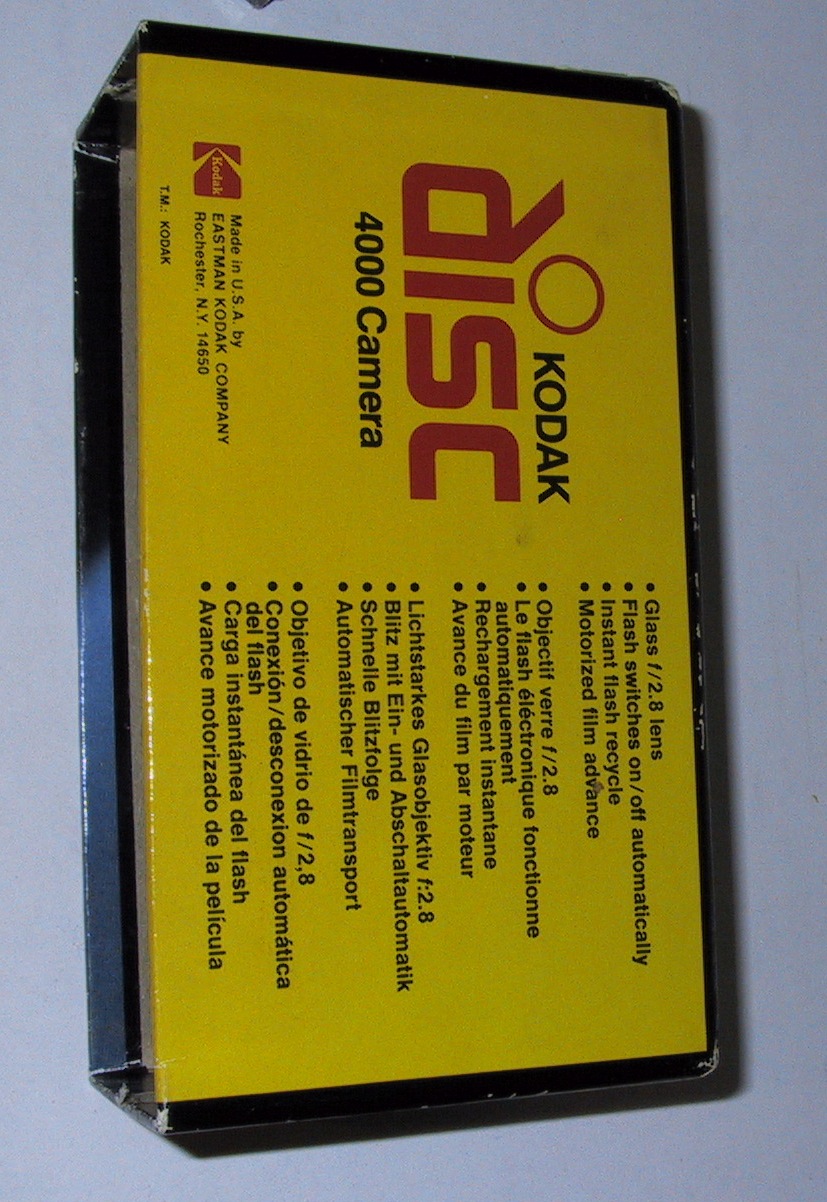 KODAK
disc
4000 Camera
Kodak
Made in U.S.A. by
EASTMAN KODAK COMPANY
Rochester, N.Y. 14650
T.M.: KODAK
• Glass f/2.8 lens
• Flash switches on/off automatically
• Instant flash recycle
• Motorized film advance
• Objectif verre f/2.8
• Le flash éléctronique fonctionne
automatiquement
• Rechargement instantane
• Avance du film par moteur
• Lichtstarkes Glasobjektiv f:2.8
• Blitz mit Ein- und Abschaltautomatik
• Schnelle Blitzfolge
• Automatischer Filmtransport
• Objetivo de vidrio de f/2,8
• Conexión/desconexion automática
del flash
• Carga instantánea del flash
• Avance motorizado de la película